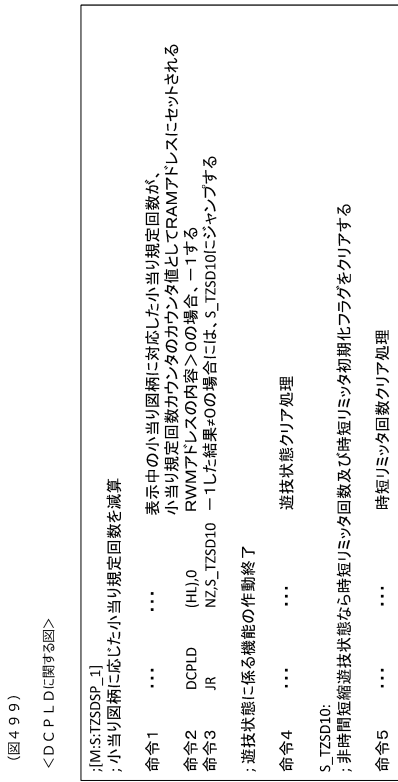 (図４９９)
<ＤＣＰＬＤに関する図>
;[M:S:TZSDSP_1]
;小当り図柄に応じた小当り規定回数を減算
命令1 ・・・ ・・・ 表示中の小当り図柄に対応した小当り規定回数が、
小当り規定回数カウンタのカウンタ値としてRAMアドレスにセットされる
命令2 DCPLD (HL),0 RWMアドレスの内容＞０の場合、－１する
命令3 JR NZ,S_TZSD10 －１した結果≠０の場合には、S_TZSD10にジャンプする
;遊技状態に係る機能の作動終了
命令4 ・・・ ・・・ 遊技状態クリア処理
S_TZSD10:
;非時間短縮遊技状態なら時短リミッタ回数及び時短リミッタ初期化フラグをクリアする
命令5 ・・・ ・・・ 時短リミッタ回数クリア処理